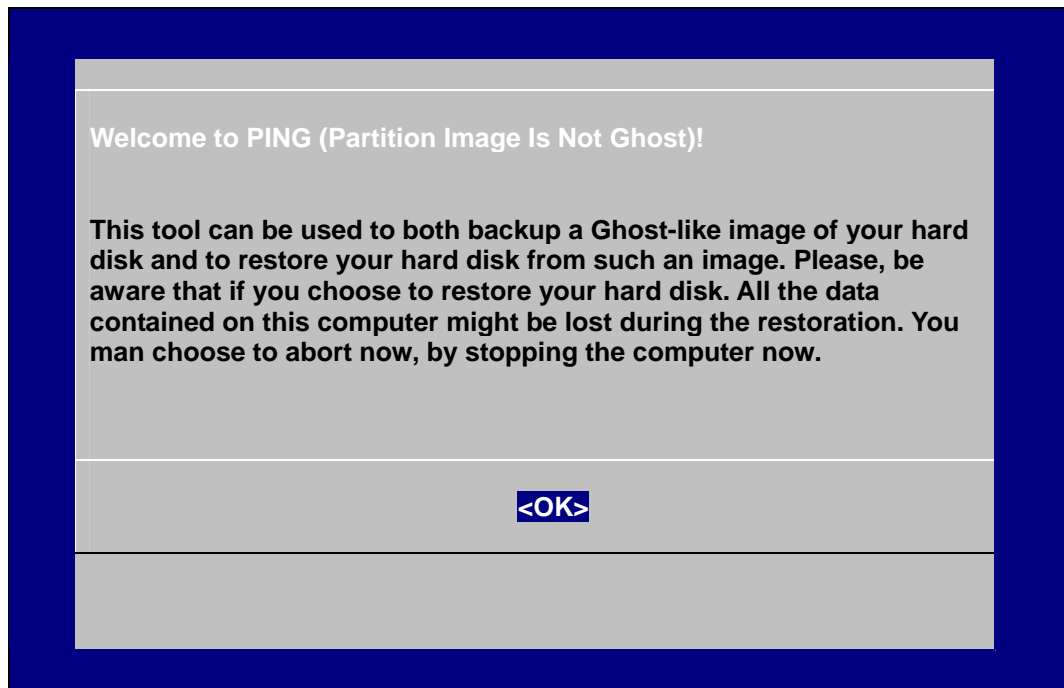 Welcome to PING (Partition Image Is Not Ghost)!
This tool can be used to both backup a Ghost-like image of your hard
disk and to restore your hard disk from such an image. Please, be
aware that if you choose to restore your hard disk. All the data
contained on this computer might be lost during the restoration. You
man choose to abort now, by stopping the computer now.
<OK>